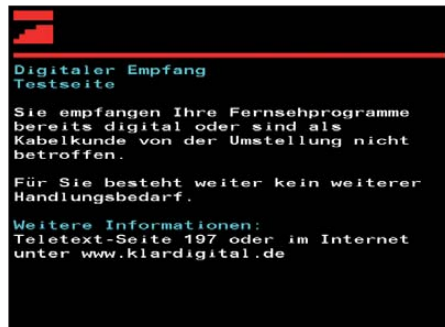 Digitaler Empfang
Testseite
Sie empfangen Ihre Fernsehprogramme
bereits digital oder sind als
Kabelkunde von der Umstellung nicht
betroffen.
Für Sie besteht weiter kein weiterer
Handlungsbedarf.
Weitere Informationen:
Teletext-Seite 197 oder im Internet
unter www.klardigital.de